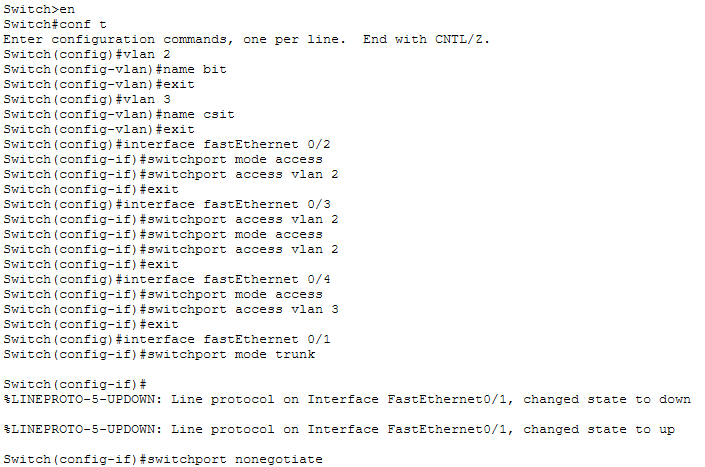 Switch>en
Switch#conf t
Enter configuration commands, one per line.  End with CNTL/Z.
Switch(config)#vlan 2
Switch(config-vlan)#name bit
Switch(config-vlan)#exit
Switch(config)#vlan 3
Switch(config-vlan)#name csit
Switch(config-vlan)#exit
Switch(config)#interface fastEthernet 0/2
Switch(config-if)#switchport mode access
Switch(config-if)#switchport access vlan 2
Switch(config-if)#exit
Switch(config)#interface fastEthernet 0/3
Switch(config-if)#switchport access vlan 2
Switch(config-if)#switchport mode access
Switch(config-if)#switchport access vlan 2
Switch(config-if)#exit
Switch(config)#interface fastEthernet 0/4
Switch(config-if)#switchport mode access
Switch(config-if)#switchport access vlan 3
Switch(config-if)#exit
Switch(config)#interface fastEthernet 0/1
Switch(config-if)#switchport mode trunk
Switch(config-if)#
%LINEPROTO-5-UPDOWN: Line protocol on Interface FastEthernet0/1, changed state to down
%LINEPROTO-5-UPDOWN: Line protocol on Interface FastEthernet0/1, changed state to up
Switch(config-if)#switchport nonegotiate